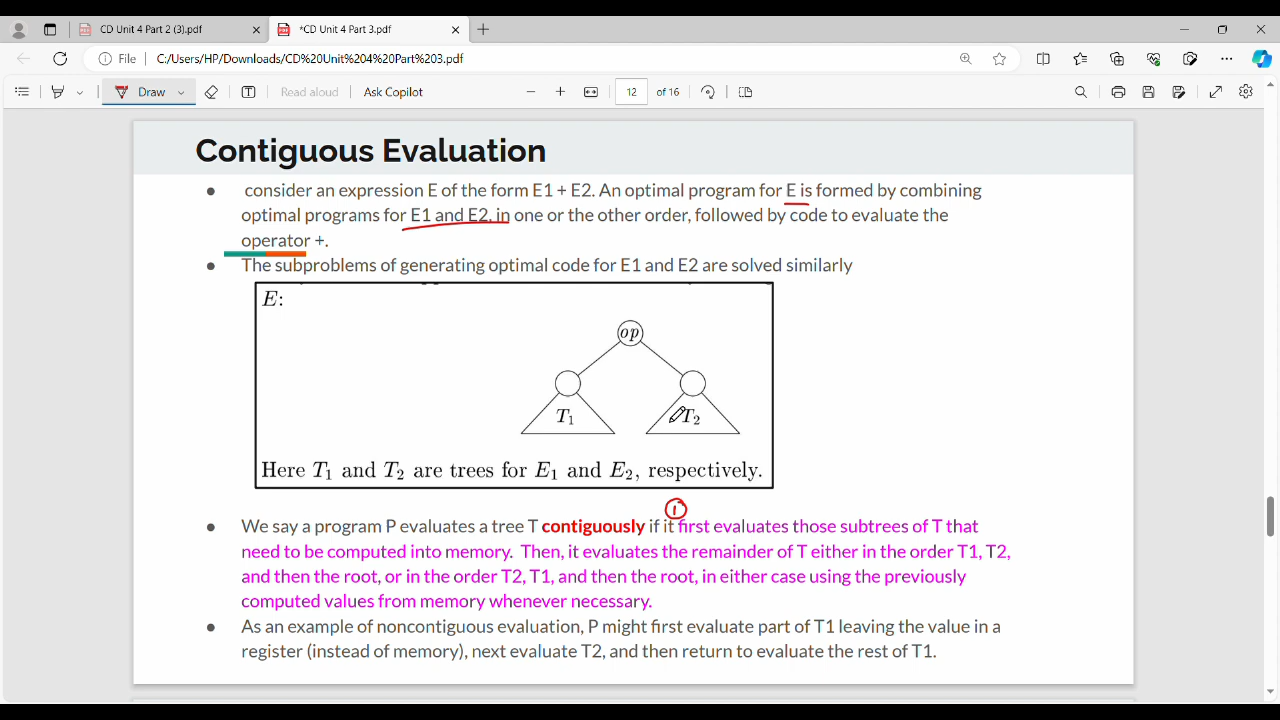 CD Unit 4 Part 2 (3).pdf
*CD Unit 4 Part 3.pdf
File
C:/Users/HP/Downloads/CD%20Unit%204%20Part%203.pdf
Draw
Read aloud
Ask Copilot
12
of 16
Contiguous Evaluation
● consider an expression E of the form E1 + E2. An optimal program for E is formed by combining
optimal programs for E1 and E2, in one or the other order, followed by code to evaluate the
operator +.
● The subproblems of generating optimal code for E1 and E2 are solved similarly
E:
op
T1 T2
Here T1 and T2 are trees for E1 and E2, respectively.
1
● We say a program P evaluates a tree T contiguously if it first evaluates those subtrees of T that
need to be computed into memory. Then, it evaluates the remainder of T either in the order T1, T2,
and then the root, or in the order T2, T1, and then the root, in either case using the previously
computed values from memory whenever necessary.
● As an example of noncontiguous evaluation, P might first evaluate part of T1 leaving the value in a
register (instead of memory), next evaluate T2, and then return to evaluate the rest of T1.